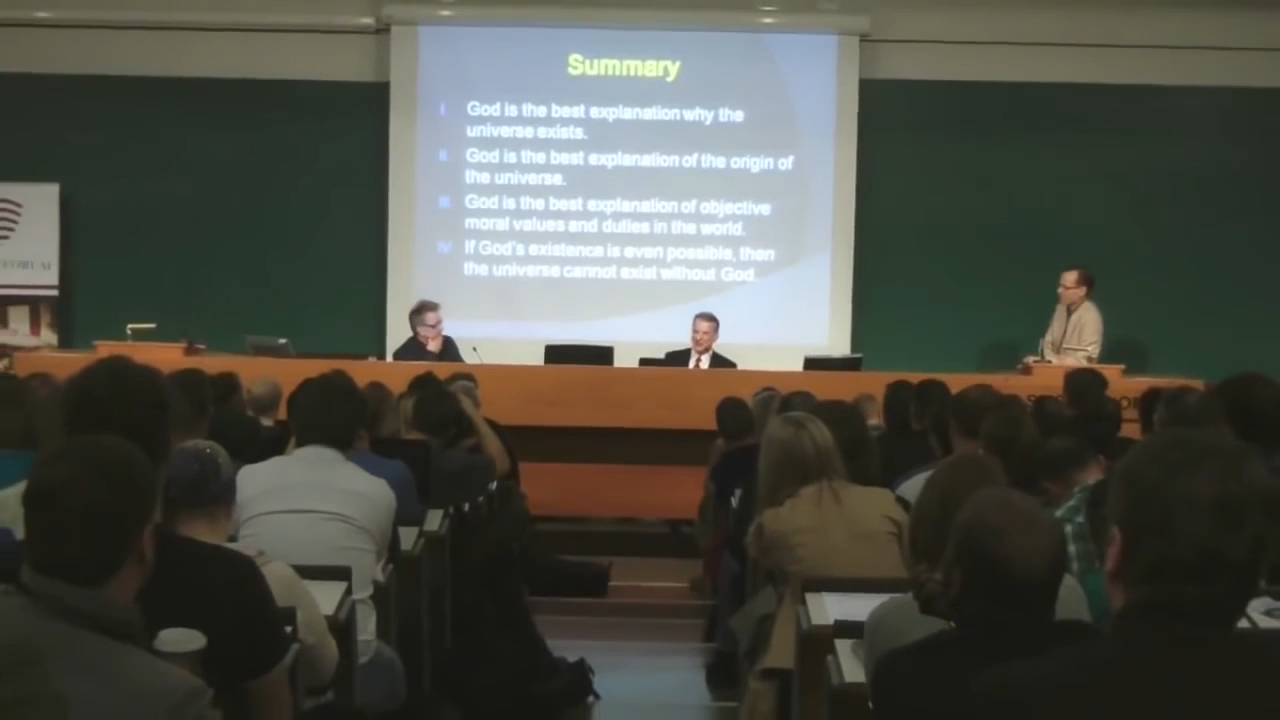 Summary
I God is the best explanation why the
universe exists.
II God is the best explanation of the origin of
the universe.
III God is the best explanation of objective
moral values and duties in the world.
IV If God's existence is even possible, then
the universe cannot exist without God.
FORUM